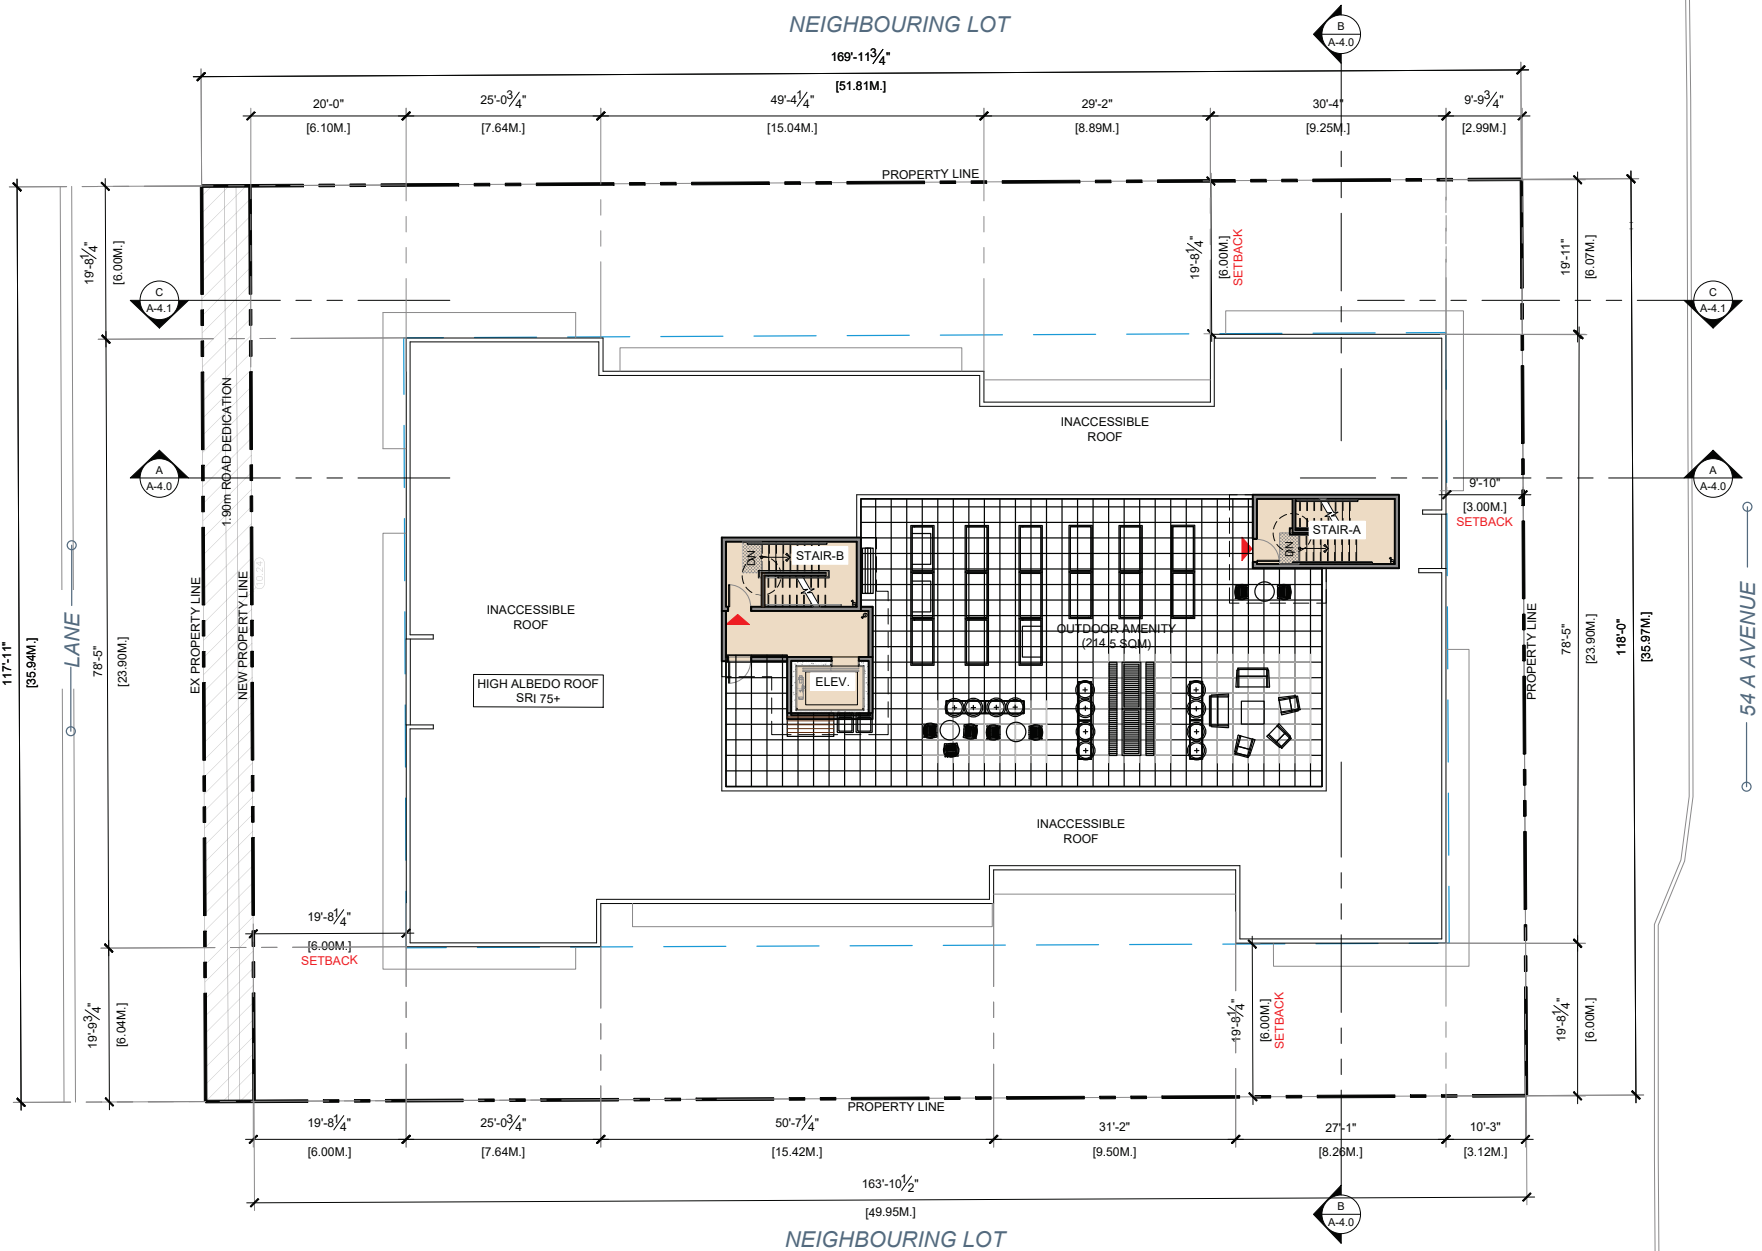 NEIGHBOURING LOT
B
A-4.0
169'-11¾"
[51.81M.]
20'-0"
[6.10M.]
25'-0¾"
[7.64M.]
49'-4¼"
[15.04M.]
29'-2"
[8.89M.]
30'-4"
[9.25M.]
9'-9¾"
[2.99M.]
PROPERTY LINE
19'-8¼"
[6.00M.]
19'-8¼"
[6.00M.]
SETBACK
19'-11"
[6.07M.]
C
A-4.1
C
A-4.1
1.90m ROAD DEDICATION
INACCESSIBLE
ROOF
A
A-4.0
A
A-4.0
9'-10"
[3.00M.]
SETBACK
STAIR-A
DN
STAIR-B
DN
EX PROPERTY LINE
NEW PROPERTY LINE
LANE
INACCESSIBLE
ROOF
OUTDOOR AMENITY
(214.5 SQM)
PROPERTY LINE
54 A AVENUE
117'-11"
[35.94M.]
78'-5"
[23.90M.]
78'-5"
[23.90M.]
118'-0"
[35.97M.]
HIGH ALBEDO ROOF
SRI 75+
ELEV.
INACCESSIBLE
ROOF
19'-8¼"
[6.00M.]
SETBACK
19'-9¾"
[6.04M.]
19'-8¼"
[6.00M.]
SETBACK
19'-8¼"
[6.00M.]
PROPERTY LINE
19'-8¼"
[6.00M.]
25'-0¾"
[7.64M.]
50'-7¼"
[15.42M.]
31'-2"
[9.50M.]
27'-1"
[8.26M.]
10'-3"
[3.12M.]
163'-10½"
[49.95M.]
B
A-4.0
NEIGHBOURING LOT